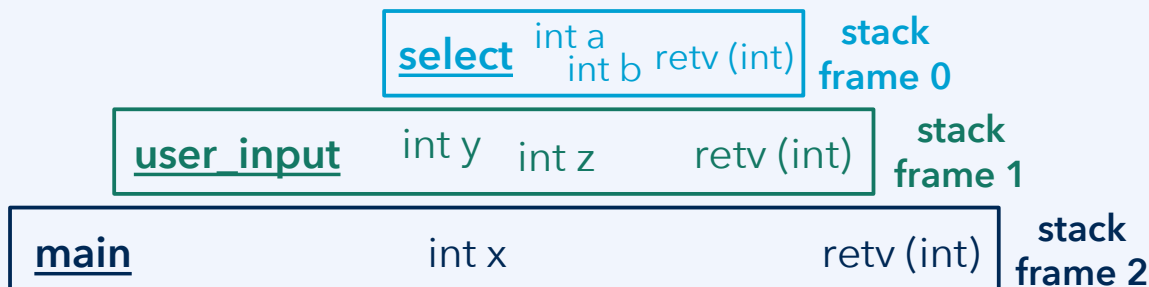 select int a int b retv (int) stack frame 0
user_input int y int z retv (int) stack frame 1
main int x retv (int) stack frame 2